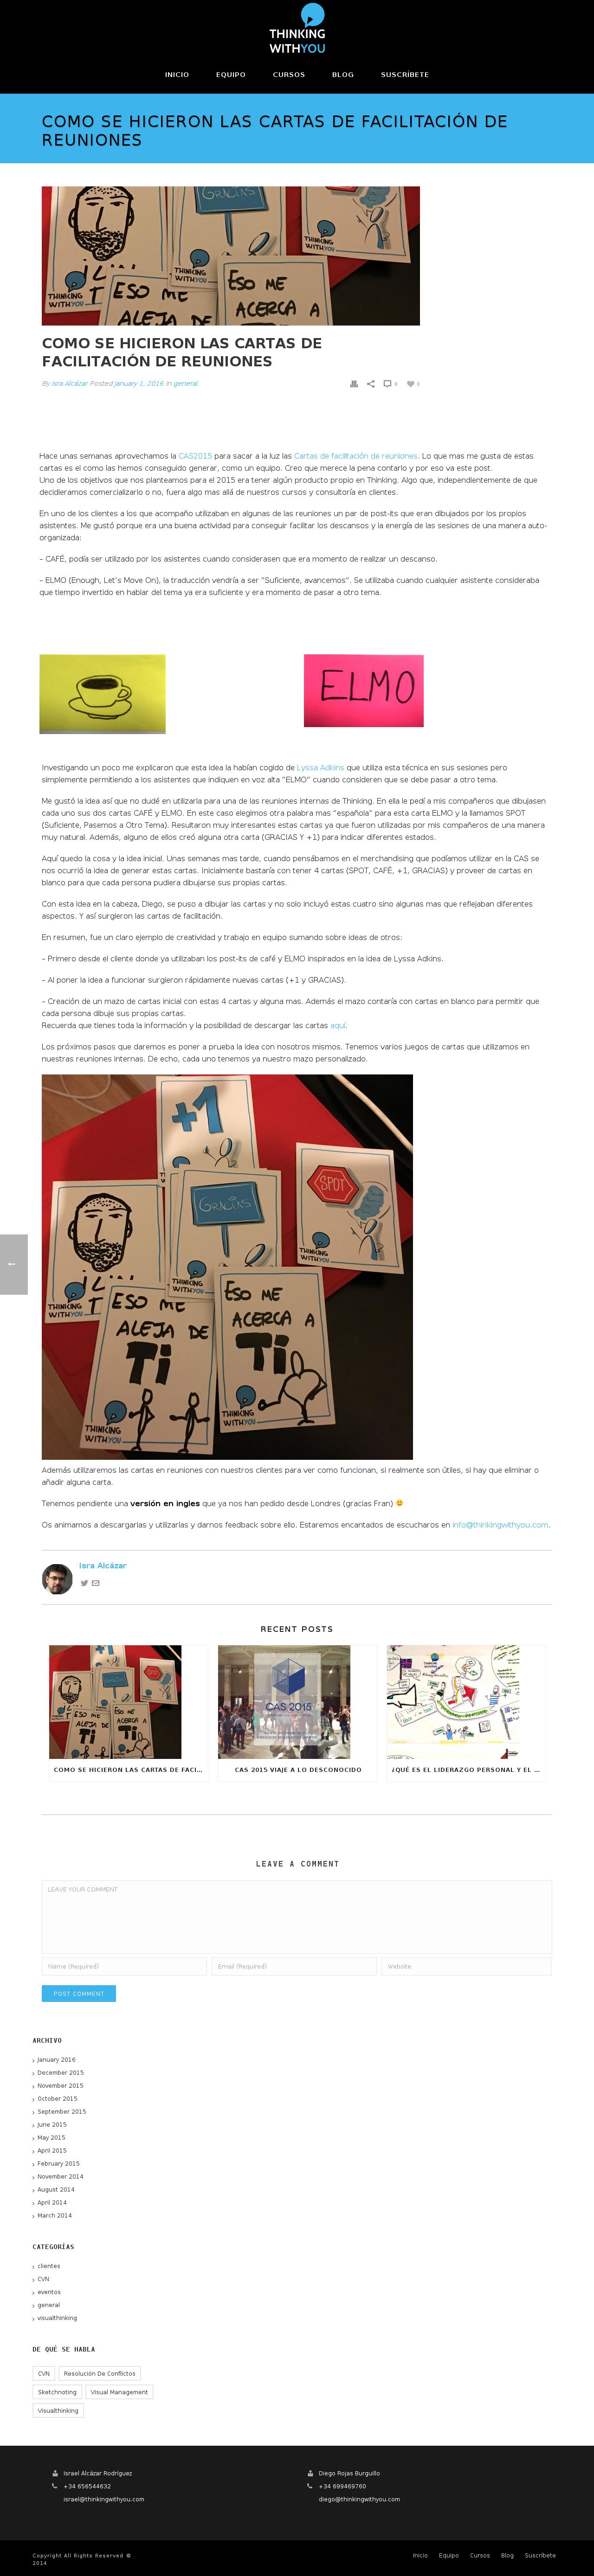 THINKING
WITHYOU
INICIO EQUIPO CURSOS BLOG SUSCRÍBETE
COMO SE HICIERON LAS CARTAS DE FACILITACIÓN DE
REUNIONES
GRACIAS
THINKING
WITHYOU
ESO ME
ESO ME
ACERCA A
COMO SE HICIERON LAS CARTAS DE
FACILITACIÓN DE REUNIONES
By Isra Alcázar Posted January 1, 2016 In general
0 0
Hace unas semanas aprovechamos la CAS2015 para sacar a la luz las Cartas de facilitación de reuniones. Lo que mas me gusta de estas
cartas es el como las hemos conseguido generar, como un equipo. Creo que merece la pena contarlo y por eso va este post.
Uno de los objetivos que nos planteamos para el 2015 era tener algún producto propio en Thinking. Algo que, independientemente de que
decidieramos comercializarlo o no, fuera algo mas allá de nuestros cursos y consultoría en clientes.
En uno de los clientes a los que acompaño utilizaban en algunas de las reuniones un par de post-its que eran dibujados por los propios
asistentes. Me gustó porque era una buena actividad para conseguir facilitar los descansos y la energía de las sesiones de una manera auto-
organizada:
– CAFÉ, podía ser utilizado por los asistentes cuando considerasen que era momento de realizar un descanso.
– ELMO (Enough, Let’s Move On), la traducción vendría a ser “Suficiente, avancemos”. Se utilizaba cuando cualquier asistente consideraba
que tiempo invertido en hablar del tema ya era suficiente y era momento de pasar a otro tema.
ELMO
Investigando un poco me explicaron que esta idea la habían cogido de Lyssa Adkins que utiliza esta técnica en sus sesiones pero
simplemente permitiendo a los asistentes que indiquen en voz alta “ELMO” cuando consideren que se debe pasar a otro tema.
Me gustó la idea así que no dudé en utilizarla para una de las reuniones internas de Thinking. En ella le pedí a mis compañeros que dibujasen
cada uno sus dos cartas CAFÉ y ELMO. En este caso elegimos otra palabra mas “española” para esta carta ELMO y la llamamos SPOT
(Suficiente, Pasemos a Otro Tema). Resultaron muy interesantes estas cartas ya que fueron utilizadas por mis compañeros de una manera
muy natural. Además, alguno de ellos creó alguna otra carta (GRACIAS Y +1) para indicar diferentes estados.
Aquí quedo la cosa y la idea inicial. Unas semanas mas tarde, cuando pensábamos en el merchandising que podíamos utilizar en la CAS se
nos ocurrió la idea de generar estas cartas. Inicialmente bastaría con tener 4 cartas (SPOT, CAFÉ, +1, GRACIAS) y proveer de cartas en
blanco para que cada persona pudiera dibujarse sus propias cartas.
Con esta idea en la cabeza, Diego, se puso a dibujar las cartas y no solo incluyó estas cuatro sino algunas mas que reflejaban diferentes
aspectos. Y así surgieron las cartas de facilitación.
En resumen, fue un claro ejemplo de creatividad y trabajo en equipo sumando sobre ideas de otros:
– Primero desde el cliente donde ya utilizaban los post-its de café y ELMO inspirados en la idea de Lyssa Adkins.
– Al poner la idea a funcionar surgieron rápidamente nuevas cartas (+1 y GRACIAS).
– Creación de un mazo de cartas inicial con estas 4 cartas y alguna mas. Además el mazo contaría con cartas en blanco para permitir que
cada persona dibuje sus propias cartas.
Recuerda que tienes toda la información y la posibilidad de descargar las cartas aquí.
Los próximos pasos que daremos es poner a prueba la idea con nosotros mismos. Tenemos varios juegos de cartas que utilizamos en
nuestras reuniones internas. De echo, cada uno tenemos ya nuestro mazo personalizado.
+1
GRACIAS
SPOT
THINKING
WITHYOU
ESO ME
ALEJA DE
TI
ESO ME
ACERCA A
TI
THINKING
WITHYOU
Además utilizaremos las cartas en reuniones con nuestros clientes para ver como funcionan, si realmente son útiles, si hay que eliminar o
añadir alguna carta.
Tenemos pendiente una versión en ingles que ya nos han pedido desde Londres (gracias Fran)
Os animamos a descargarlas y utilizarlas y darnos feedback sobre ello. Estaremos encantados de escucharos en info@thinkingwithyou.com.
Isra Alcázar
RECENT POSTS
CAS 2015
COMO SE HICIERON LAS CARTAS DE FACI...
CAS 2015 VIAJE A LO DESCONOCIDO
¿QUÉ ES EL LIDERAZGO PERSONAL Y EL ...
LEAVE A COMMENT
LEAVE YOUR COMMENT
Name (Required) Email (Required) Website
POST COMMENT
ARCHIVO
January 2016
December 2015
November 2015
October 2015
September 2015
June 2015
May 2015
April 2015
February 2015
November 2014
August 2014
April 2014
March 2014
CATEGORÍAS
clientes
CVN
eventos
general
visualthinking
DE QUÉ SE HABLA
CVN Resolución De Conflictos
Sketchnoting Visual Management
Visualthinking
Israel Alcázar Rodríguez
+34 656544632
israel@thinkingwithyou.com
Diego Rojas Burguillo
+34 699469760
diego@thinkingwithyou.com
Copyright All Rights Reserved ©
2014
Inicio Equipo Cursos Blog Suscríbete